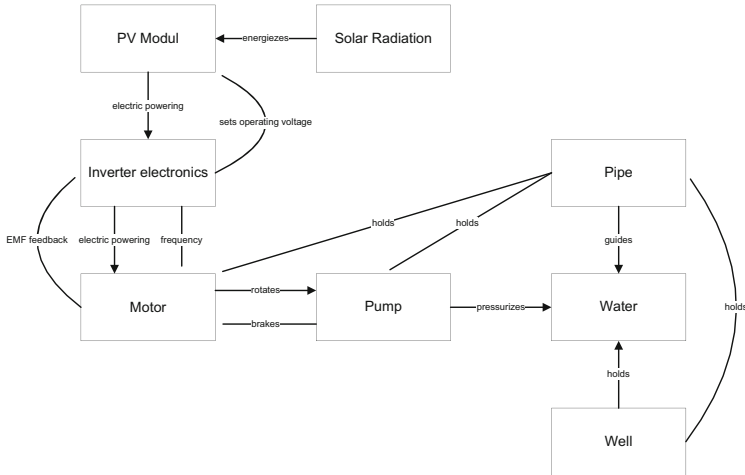 PV Modul
energiezes
Solar Radiation
electric powering
sets operating voltage
Inverter electronics
Pipe
holds
holds
EMF feedback
electric powering
frequency
guides
holds
Motor
rotates
brakes
Pump
pressurizes
Water
holds
Well